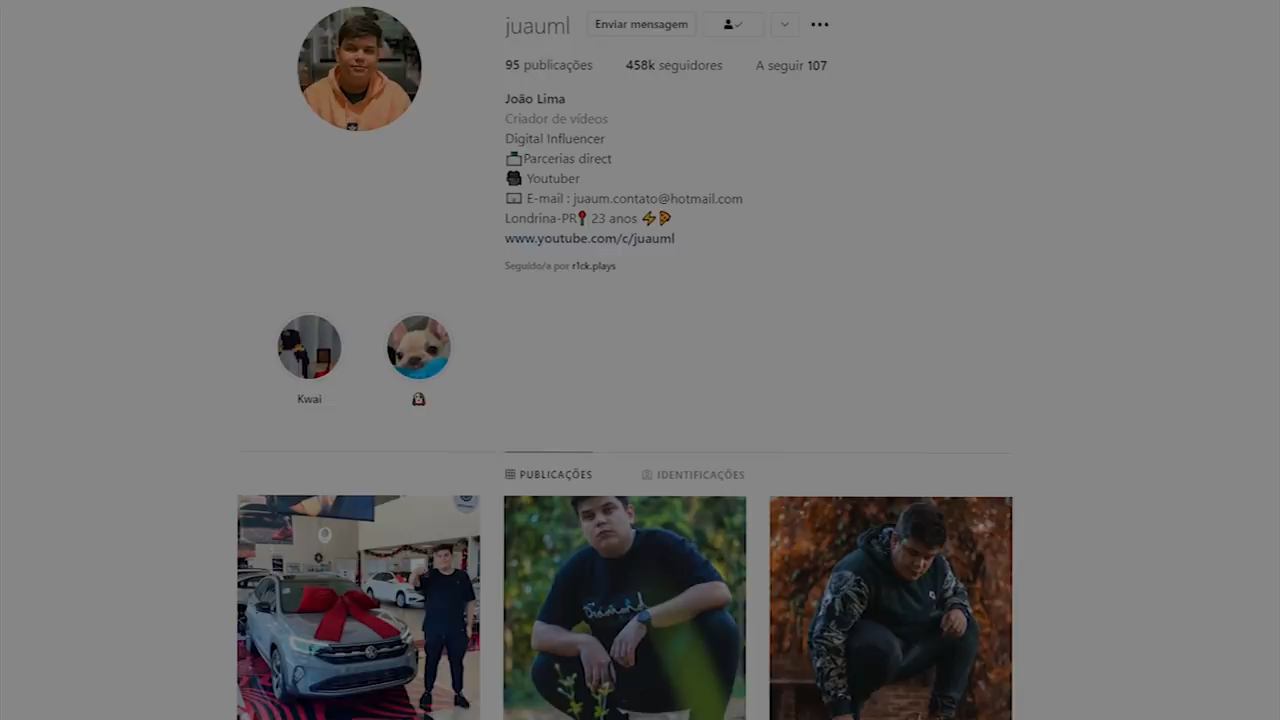 juauml Enviar mensagem
95 publicações 458k seguidores A seguir 107
João Lima
Criador de vídeos
Digital Influencer
Parcerias direct
Youtuber
E-mail : juaum.contato@hotmail.com
Londrina-PR📍 23 anos ⚡🍕
www.youtube.com/c/juauml
Seguido/a por r1ck.plays
Kwai
PUBLICAÇÕES IDENTIFICAÇÕES
Diamond